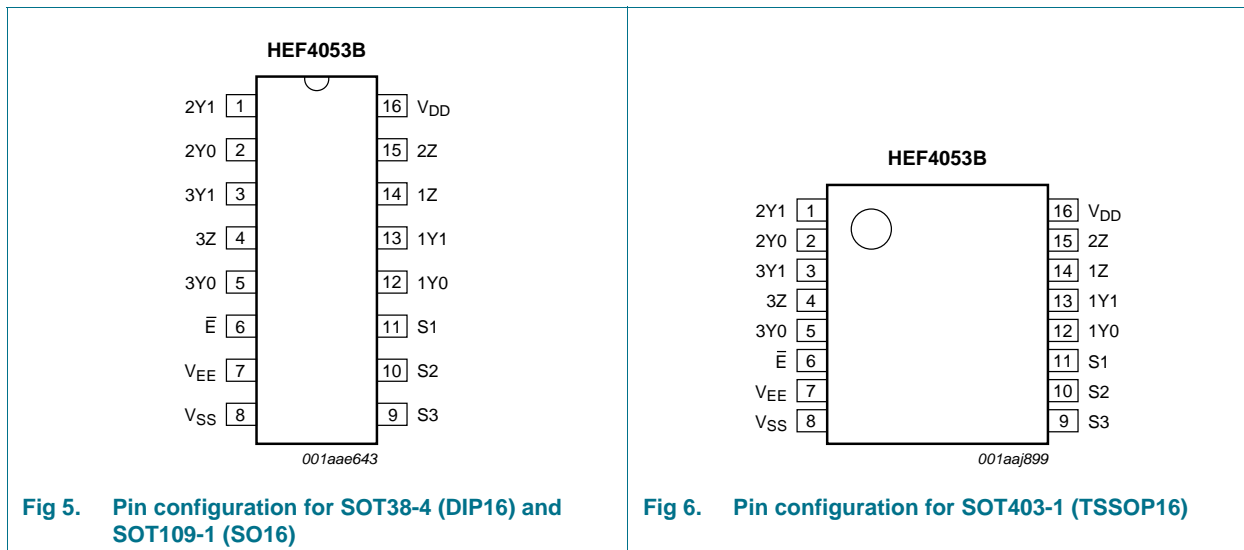 HEF4053B
2Y1 1 16 VDD
2Y0 2 15 2Z
3Y1 3 14 1Z
3Z 4 13 1Y1
3Y0 5 12 1Y0
E̅ 6 11 S1
VEE 7 10 S2
VSS 8 9 S3
001aae643
Fig 5. Pin configuration for SOT38-4 (DIP16) and
SOT109-1 (SO16)
HEF4053B
2Y1 1 16 VDD
2Y0 2 15 2Z
3Y1 3 14 1Z
3Z 4 13 1Y1
3Y0 5 12 1Y0
E̅ 6 11 S1
VEE 7 10 S2
VSS 8 9 S3
001aaj899
Fig 6. Pin configuration for SOT403-1 (TSSOP16)